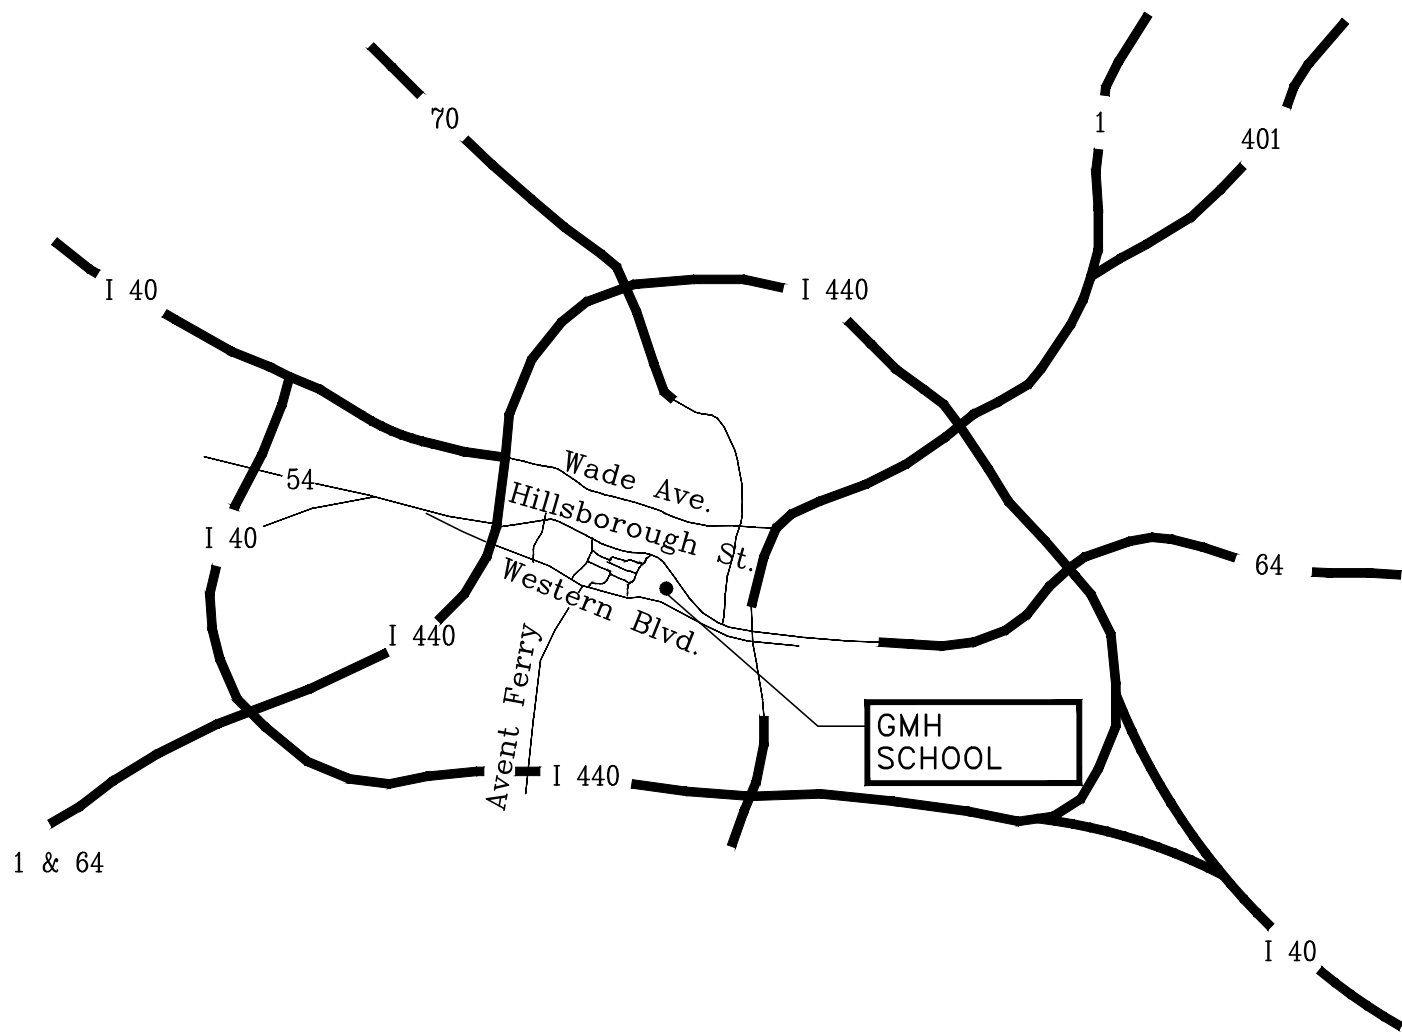 70
1
401
I 40
I 440
Wade Ave.
54
Hillsborough St.
I 40
64
Western Blvd.
I 440
Avent Ferry
GMH
SCHOOL
I 440
1 & 64
I 40